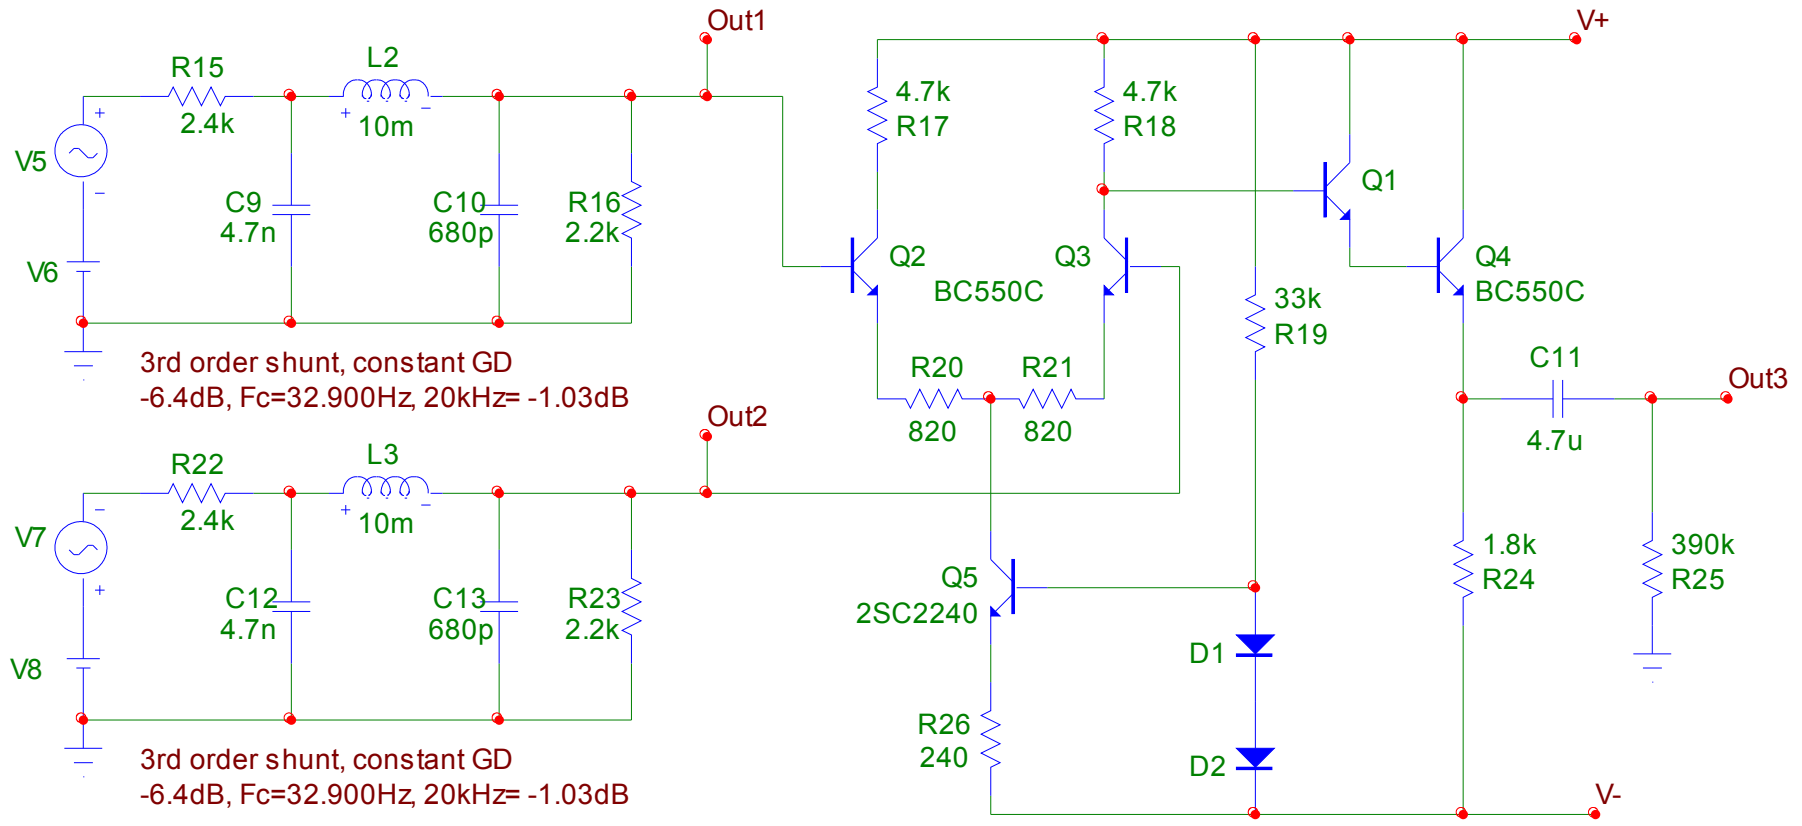 Out1
V+
R15
2.4k
L2
+ -
10m
+
V5
-
C9
4.7n
C10
680p
R16
2.2k
V6
4.7k
R17
4.7k
R18
Q1
Q2
Q3
BC550C
Q4
BC550C
33k
R19
3rd order shunt, constant GD
-6.4dB, Fc=32.900Hz, 20kHz= -1.03dB
R20
820
R21
820
C11
4.7u
Out3
Out2
R22
2.4k
L3
+ -
10m
-
V7
+
C12
4.7n
C13
680p
R23
2.2k
V8
Q5
2SC2240
1.8k
R24
390k
R25
D1
R26
240
D2
V-
3rd order shunt, constant GD
-6.4dB, Fc=32.900Hz, 20kHz= -1.03dB